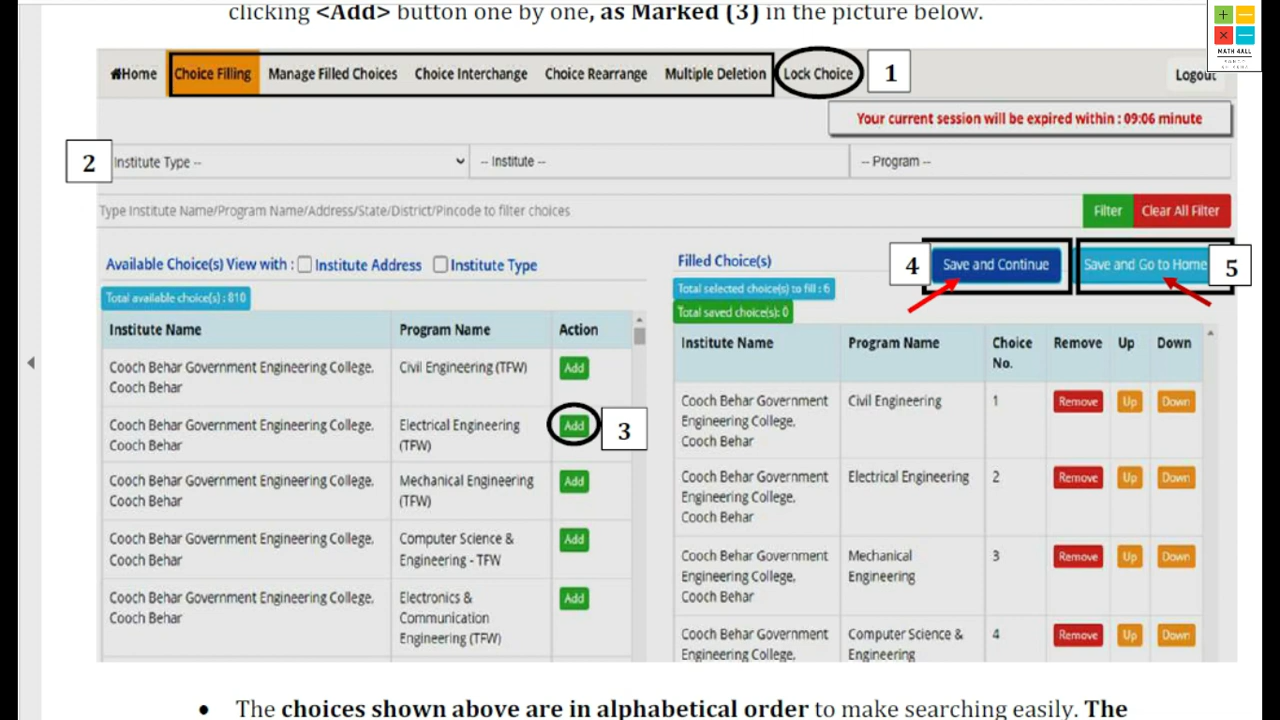 clicking <Add> button one by one, as Marked (3) in the picture below.
MATH 4ALL
Home Choice Filling Manage Filled Choices Choice Interchange Choice Rearrange Multiple Deletion Lock Choice 1 Logout
Your current session will be expired within : 09:06 minute
2 Institute Type -- -- Institute -- -- Program --
Type Institute Name/Program Name/Address/State/District/Pincode to filter choices Filter Clear All Filter
Available Choice(s) View with : Institute Address Institute Type
Total available choice(s) : 810
Institute Name Program Name Action
Cooch Behar Government Engineering College, Cooch Behar Civil Engineering (TFW) Add
Cooch Behar Government Engineering College, Cooch Behar Electrical Engineering (TFW) Add 3
Cooch Behar Government Engineering College, Cooch Behar Mechanical Engineering (TFW) Add
Cooch Behar Government Engineering College, Cooch Behar Computer Science & Engineering - TFW Add
Cooch Behar Government Engineering College, Cooch Behar Electronics & Communication Engineering (TFW) Add
Filled Choice(s) 4 Save and Continue Save and Go to Home 5
Total selected choice(s) to fill : 6
Total saved choice(s): 0
Institute Name Program Name Choice No. Remove Up Down
Cooch Behar Government Engineering College, Cooch Behar Civil Engineering 1 Remove Up Down
Cooch Behar Government Engineering College, Cooch Behar Electrical Engineering 2 Remove Up Down
Cooch Behar Government Engineering College, Cooch Behar Mechanical Engineering 3 Remove Up Down
Cooch Behar Government Engineering College, Computer Science & Engineering 4 Remove Up Down
• The choices shown above are in alphabetical order to make searching easily. The